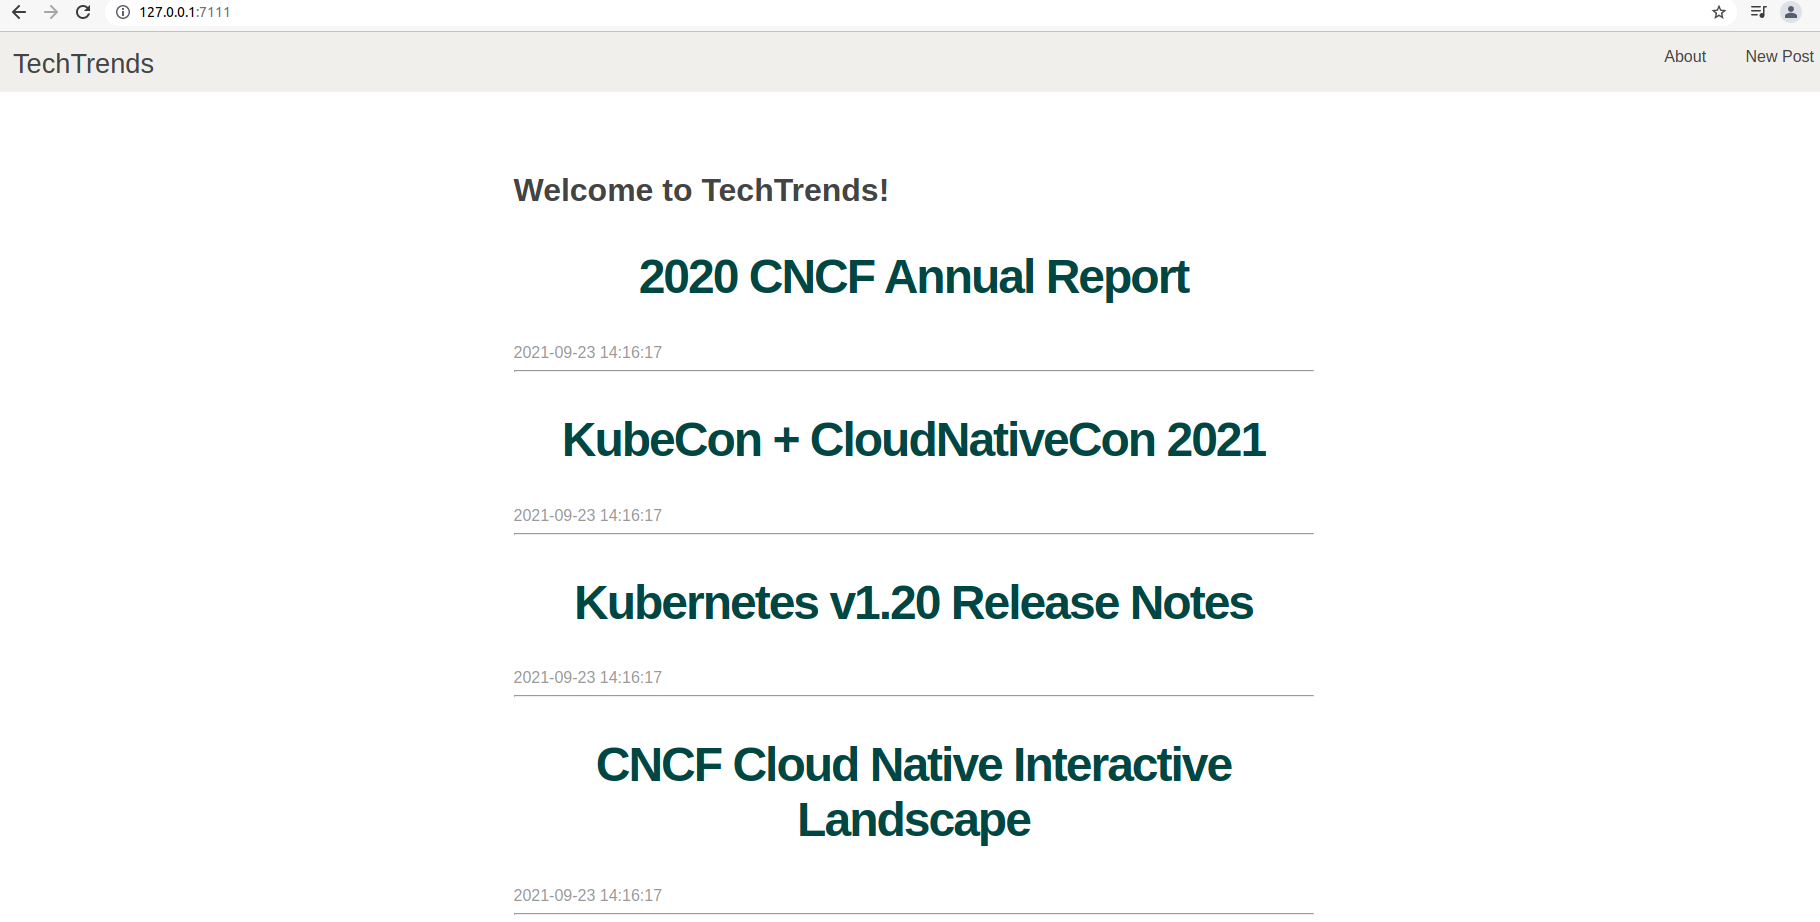 127.0.0.1:7111
TechTrends
About
New Post
Welcome to TechTrends!
2020 CNCF Annual Report
2021-09-23 14:16:17
KubeCon + CloudNativeCon 2021
2021-09-23 14:16:17
Kubernetes v1.20 Release Notes
2021-09-23 14:16:17
CNCF Cloud Native Interactive
Landscape
2021-09-23 14:16:17